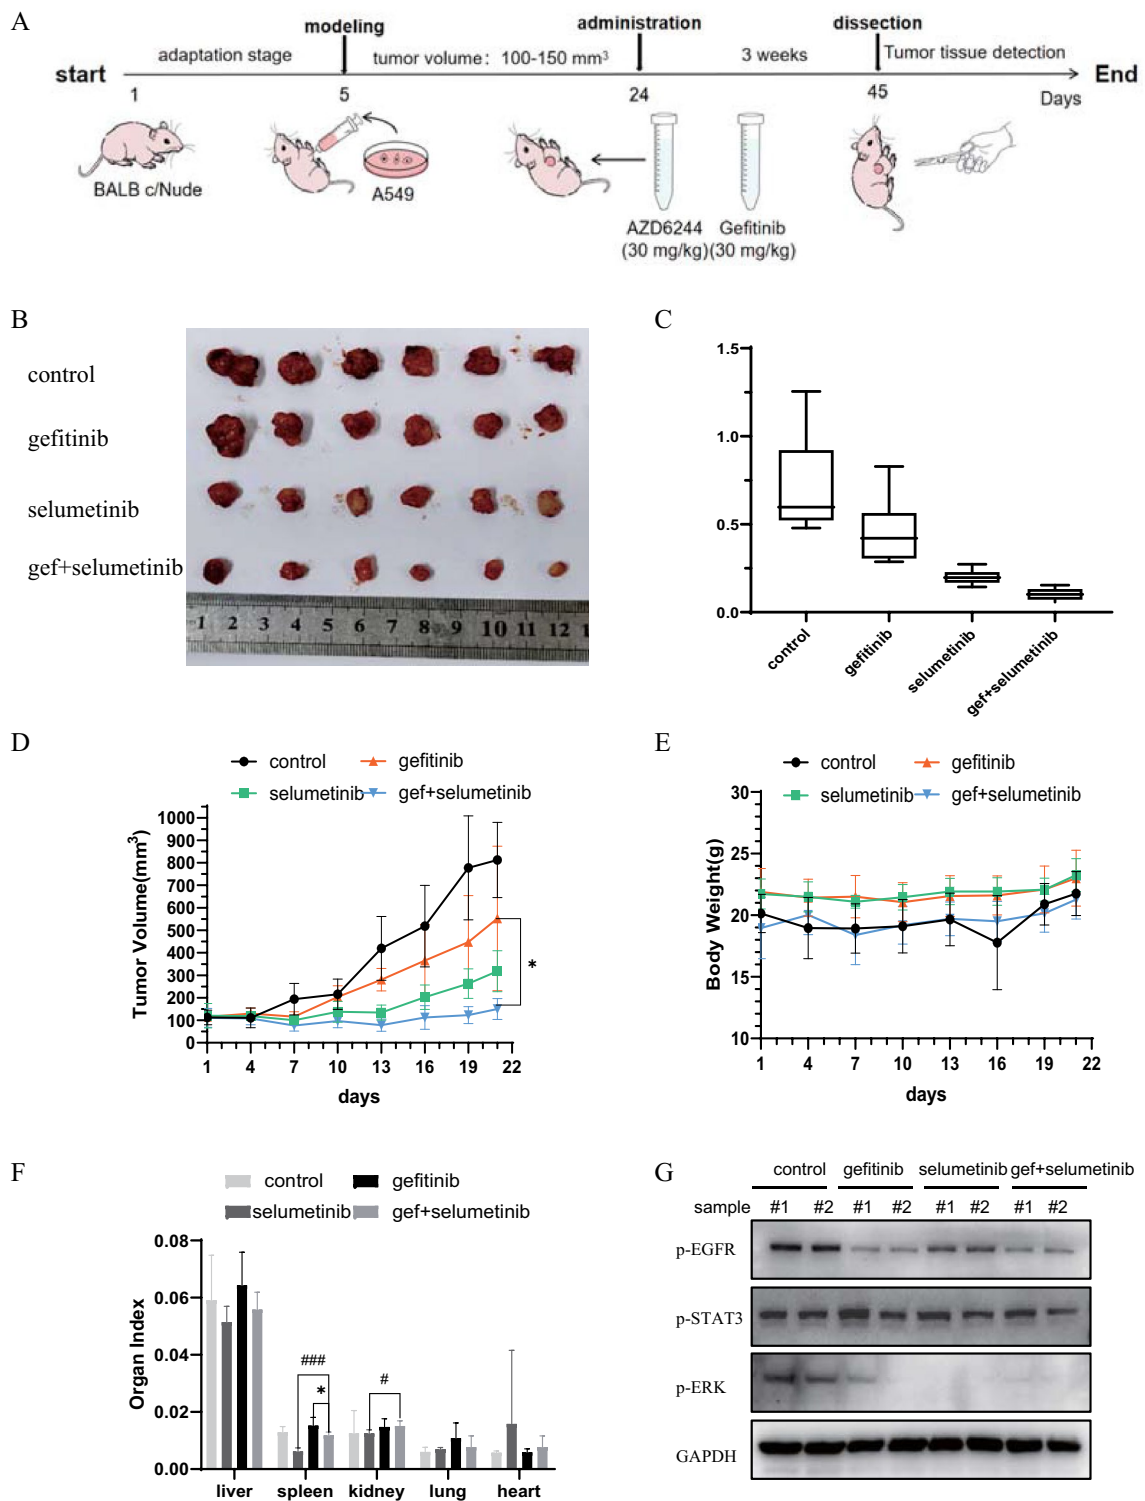 A
modeling
administration
dissection
adaptation stage
tumor volume: 100-150 mm³
3 weeks
Tumor tissue detection
start
End
1
5
24
45
Days
BALB c/Nude
A549
AZD6244
(30 mg/kg)
Gefitinib
(30 mg/kg)
B
control
gefitinib
selumetinib
gef+selumetinib
1 2 3 4 5 6 7 8 9 10 11 12 1
C
1.5
1.0
0.5
0.0
control
gefitinib
selumetinib
gef+selumetinib
D
control
gefitinib
selumetinib
gef+selumetinib
Tumor Volume(mm³)
1000
900
800
700
600
500
400
300
200
100
0
*
1 4 7 10 13 16 19 22
days
E
control
gefitinib
selumetinib
gef+selumetinib
Body Weight(g)
30
25
20
15
10
1 4 7 10 13 16 19 22
days
F
control
gefitinib
selumetinib
gef+selumetinib
Organ Index
0.08
0.06
0.04
0.02
0.00
###
*
#
liver spleen kidney lung heart
G
control gefitinib selumetinib gef+selumetinib
sample #1 #2 #1 #2 #1 #2 #1 #2
p-EGFR
p-STAT3
p-ERK
GAPDH